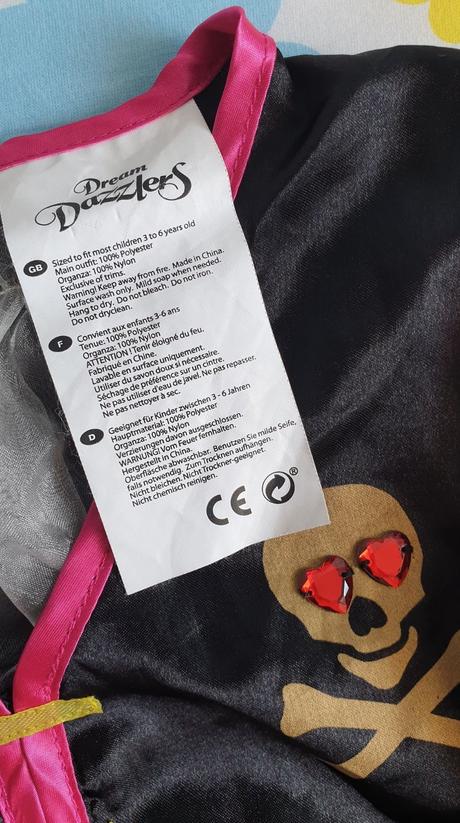 Dream
Dazzlers
GB
Sized to fit most children 3 to 6 years old
Main outfit: 100% Polyester
Organza: 100% Nylon
Exclusive of trims.
Warning! Keep away from fire. Made in China.
Surface wash only. Mild soap when needed.
Hang to dry. Do not bleach. Do not iron.
Do not dryclean.
F
Convient aux enfants 3-6 ans
Tenue: 100% Polyester
Organza: 100% Nylon
ATTENTION! Tenir éloigné du feu.
Fabriqué en Chine.
Lavable en surface uniquement.
Utiliser du savon doux si nécessaire.
Séchage de préférence sur un cintre.
Ne pas utiliser d'eau de javel. Ne pas repasser.
Ne pas nettoyer à sec.
D
Geeignet für Kinder zwischen 3 - 6 Jahren
Hauptmaterial: 100% Polyester
Organza: 100% Nylon
Verzierungen davon ausgeschlossen.
WARNUNG! Vom Feuer fernhalten.
Hergestellt in China.
Oberfläche abwaschbar. Benutzen Sie milde Seife,
falls notwendig. Zum Trocknen aufhängen.
Nicht bleichen. Nicht Trockner-geeignet.
Nicht chemisch reinigen.
CE ®